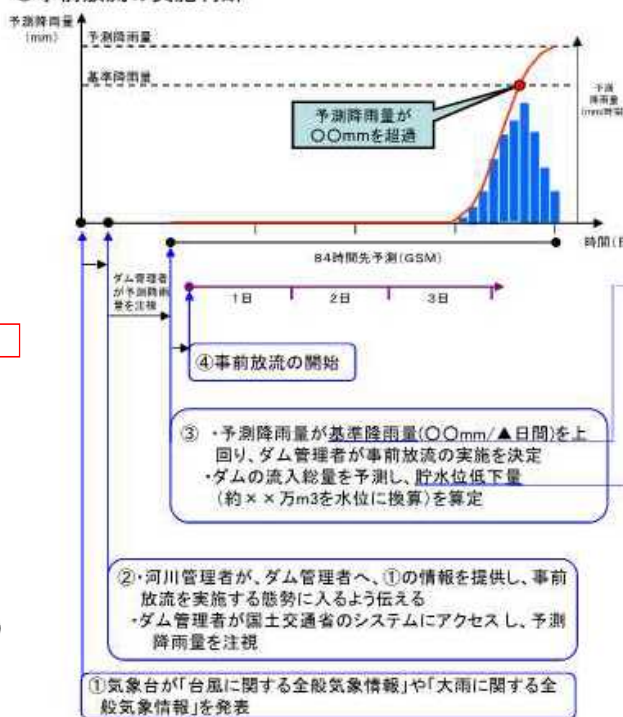 予測降雨量
(mm)
予測降雨量
基準降雨量
予測降雨量が
〇〇mmを超過
予測
降雨量
(mm/時間
時間(日
84時間先予測(GSM)
ダム管理者
が予測降雨
量を注視
1日
2日
3日
④事前放流の開始
③ ・予測降雨量が基準降雨量(〇〇mm/▲日間)を上
回り、ダム管理者が事前放流の実施を決定
・ダムの流入総量を予測し、貯水位低下量
(約××万m3を水位に換算)を算定
②・河川管理者が、ダム管理者へ、①の情報を提供し、事前
放流を実施する態勢に入るよう伝える
・ダム管理者が国土交通省のシステムにアクセスし、予測
降雨量を注視
①気象台が「台風に関する全般気象情報」や「大雨に関する全
般気象情報」を発表